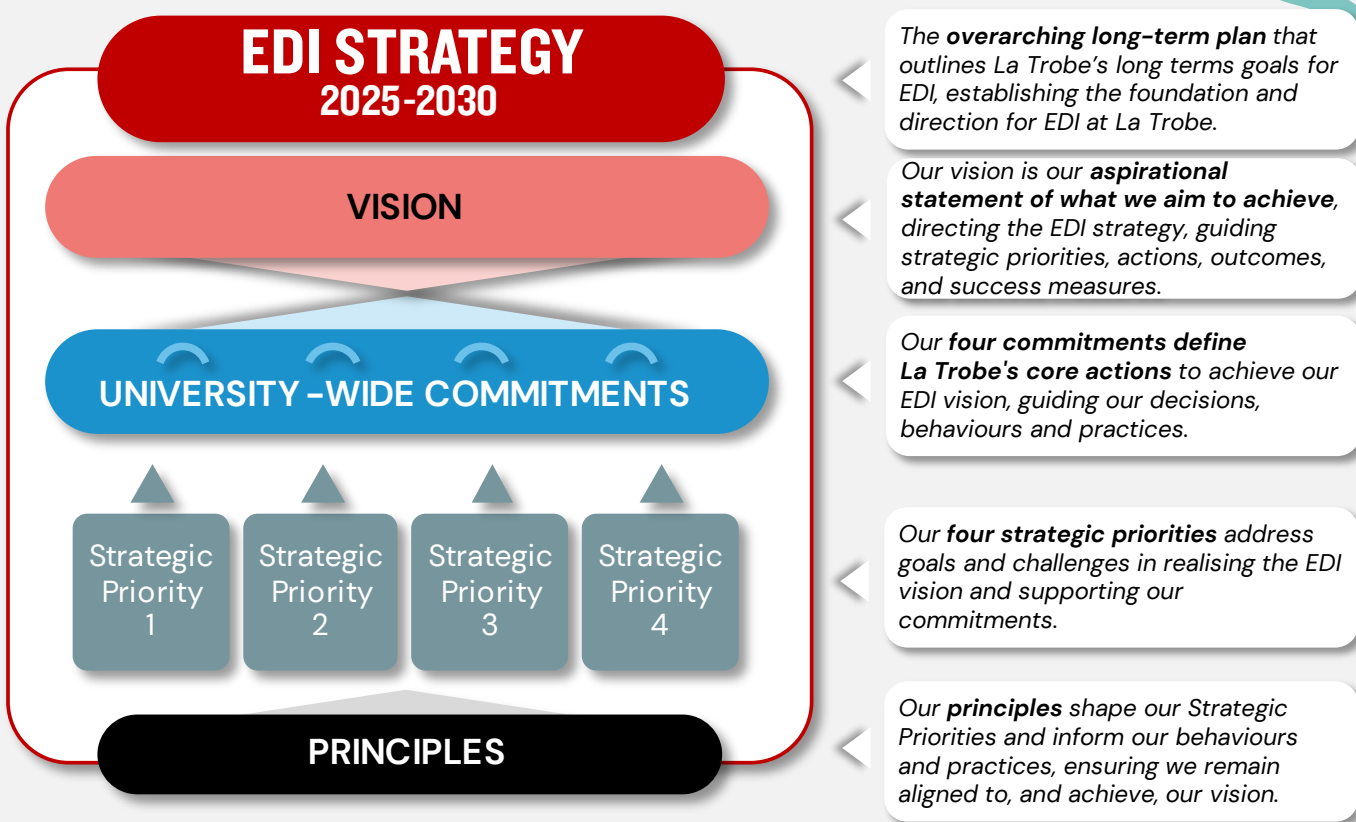 EDI STRATEGY
2025-2030
The overarching long-term plan that
outlines La Trobe’s long terms goals for
EDI, establishing the foundation and
direction for EDI at La Trobe.
VISION
Our vision is our aspirational
statement of what we aim to achieve,
directing the EDI strategy, guiding
strategic priorities, actions, outcomes,
and success measures.
UNIVERSITY-WIDE COMMITMENTS
Our four commitments define
La Trobe's core actions to achieve our
EDI vision, guiding our decisions,
behaviours and practices.
Strategic
Priority
1
Strategic
Priority
2
Strategic
Priority
3
Strategic
Priority
4
Our four strategic priorities address
goals and challenges in realising the EDI
vision and supporting our
commitments.
PRINCIPLES
Our principles shape our Strategic
Priorities and inform our behaviours
and practices, ensuring we remain
aligned to, and achieve, our vision.